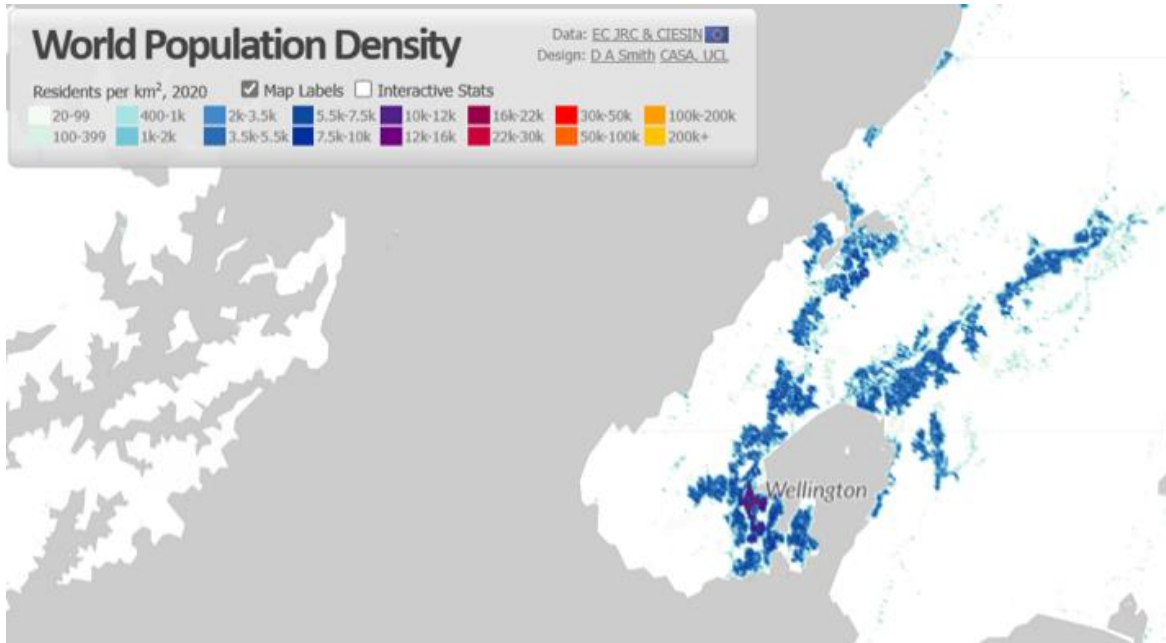 World Population Density
Data: EC JRC & CIESIN
Design: D A Smith CASA, UCL
Residents per km², 2020 Map Labels Interactive Stats
20-99 400-1k 2k-3.5k 5.5k-7.5k 10k-12k 16k-22k 30k-50k 100k-200k
100-399 1k-2k 3.5k-5.5k 7.5k-10k 12k-16k 22k-30k 50k-100k 200k+
Wellington